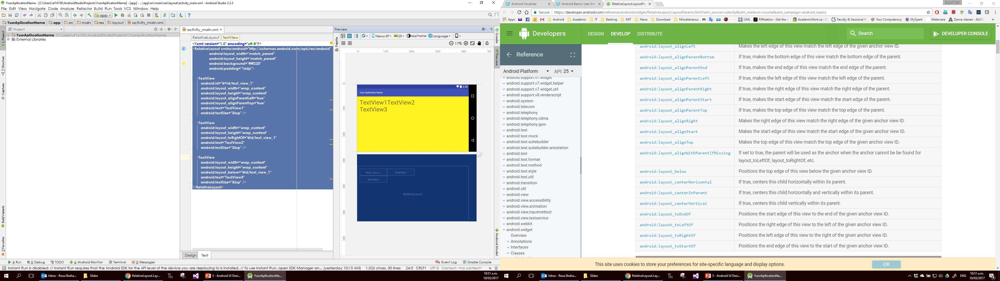 YuorApllicationName - [C:\Users\st14156\AndroidStudioProjects\YuorApllicationName] - [app] - ...\app\src\main\res\layout\activity_main.xml - Android Studio 2.2.3
File Edit View Navigate Code Analyze Refactor Build Run Tools VCS Window Help
app
YuorApllicationName app src main res layout activity_main.xml
Project
YuorApllicationName C:\Users\st14156\AndroidStudioProjects\YuorApllicationName
External Libraries
1: Project
7: Structure
Captures
Build Variants
2: Favorites
activity_main.xml
RelativeLayout TextView
<?xml version="1.0" encoding="utf-8"?>
<RelativeLayout xmlns:android="http://schemas.android.com/apk/res/android"
android:layout_width="match_parent"
android:layout_height="match_parent"
android:background="#fff220"
android:padding="16dp">
<TextView
android:id="@+id/text_view_1"
android:layout_width="wrap_content"
android:layout_height="wrap_content"
android:layout_alignParentLeft="true"
android:layout_alignParentTop="true"
android:text="TextView1"
android:textSize="36sp" />
<TextView
android:layout_width="wrap_content"
android:layout_height="wrap_content"
android:layout_toRightOf="@id/text_view_1"
android:text="TextView2"
android:textSize="36sp" />
<TextView
android:layout_width="wrap_content"
android:layout_height="wrap_content"
android:layout_below="@id/text_view_1"
android:text="TextView3"
android:textSize="36sp" />
</RelativeLayout>
Design Text
Preview
Palette
Nexus 6P 25 AppTheme Language
17%
0 100 200 300 400 50
0
100
200
300
400
500
600
6:00
Yuor Apllication Name
TextView1TextView2
TextView3
text_view_1 TextView
TextView
RelativeLayout
Gradle
Preview
Android Model
4: Run 5: Debug TODO 6: Android Monitor Terminal 0: Messages Event Log Gradle Console
Instant Run is disabled: // Instant Run requires that the Android SDK for the API level of the device you are deploying to is installed. // To use Instant Run, open SDK Manager an... (yesterday 10:15 AM) 1,026 chars, 30 lines 24:5 CRLF UTF-8 Context: <no context>
Inbox - Reza.Shaha... Slides RelativeLayout.Lay... 5 - Android UI Desi... YuorApllicationNa...
10:51 a.m.
10/03/2017
Android Visualizer Android Basics: User Inte RelativeLayout.LayoutPar Seyed Reza
Secure https://developer.android.com/reference/android/widget/RelativeLayout.LayoutParams.html?utm_source=udacity&utm_medium=course&utm_campaign=android_basics
Apps Android Academic IT Banking MIT News Download Miscellaneous UML Riffstation - Get the cl AcademicWork.ca - C Faculty & Sessional P Your Computeroxy MySpark Watercare Dance classes - AUCK
Developers DESIGN DEVELOP DISTRIBUTE Search DEVELOPER CONSOLE
Reference
Android Platform API: 25
android.support.v7.widget
android.support.v7.widget.helper
android.support.v7.widget.util
android.support.v8.renderscript
android.system
android.telecom
android.telephony
android.telephony.cdma
android.telephony.gsm
android.test
android.test.mock
android.test.suitebuilder
android.test.suitebuilder.annotation
android.text
android.text.format
android.text.method
android.text.style
android.text.util
android.transition
android.util
android.view
android.view.accessibility
android.view.animation
android.view.inputmethod
android.view.textservice
android.webkit
android.widget
Overview
Annotations
Interfaces
Classes
android:layout_alignLeft Makes the left edge of this view match the left edge of the given anchor view ID.
android:layout_alignParentBottom If true, makes the bottom edge of this view match the bottom edge of the parent.
android:layout_alignParentEnd If true, makes the end edge of this view match the end edge of the parent.
android:layout_alignParentLeft If true, makes the left edge of this view match the left edge of the parent.
android:layout_alignParentRight If true, makes the right edge of this view match the right edge of the parent.
android:layout_alignParentStart If true, makes the start edge of this view match the start edge of the parent.
android:layout_alignParentTop If true, makes the top edge of this view match the top edge of the parent.
android:layout_alignRight Makes the right edge of this view match the right edge of the given anchor view ID.
android:layout_alignStart Makes the start edge of this view match the start edge of the given anchor view ID.
android:layout_alignTop Makes the top edge of this view match the top edge of the given anchor view ID.
android:layout_alignWithParentIfMissing If set to true, the parent will be used as the anchor when the anchor cannot be be found for
layout_toLeftOf, layout_toRightOf, etc.
android:layout_below Positions the top edge of this view below the given anchor view ID.
android:layout_centerHorizontal If true, centers this child horizontally within its parent.
android:layout_centerInParent If true, centers this child horizontally and vertically within its parent.
android:layout_centerVertical If true, centers this child vertically within its parent.
android:layout_toEndOf Positions the start edge of this view to the end of the given anchor view ID.
android:layout_toLeftOf Positions the right edge of this view to the left of the given anchor view ID.
android:layout_toRightOf Positions the left edge of this view to the right of the given anchor view ID.
android:layout_toStartOf Positions the end edge of this view to the start of the given anchor view ID.
This site uses cookies to store your preferences for site-specific language and display options. OK
Inbox - Reza.Shaha... Slides RelativeLayout.Lay... 5 - Android UI Desi... YuorApllicationNa... ENG
10:51 a.m.
10/03/2017